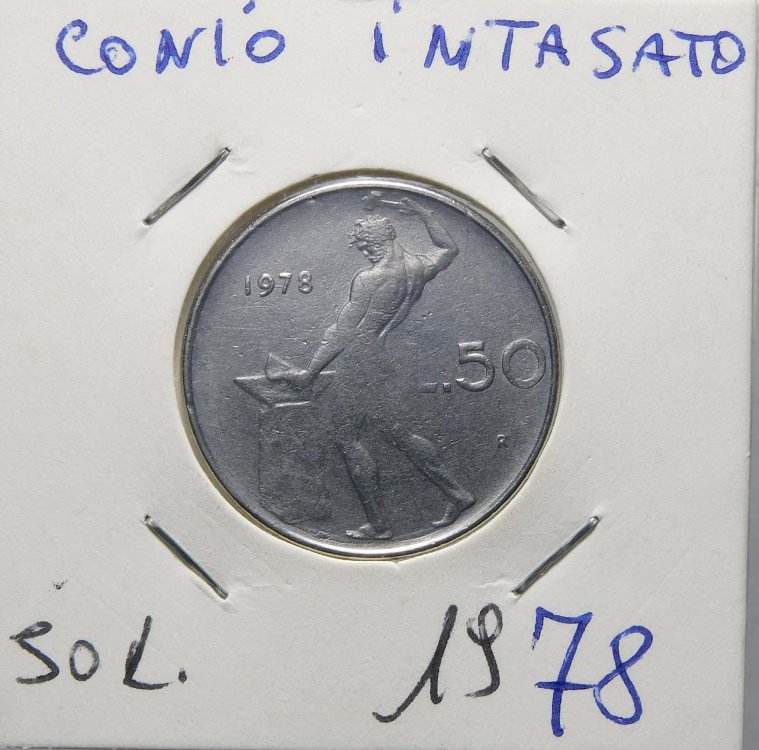 CONIO INTASATO
1978
L.50
R
50 L. 1978